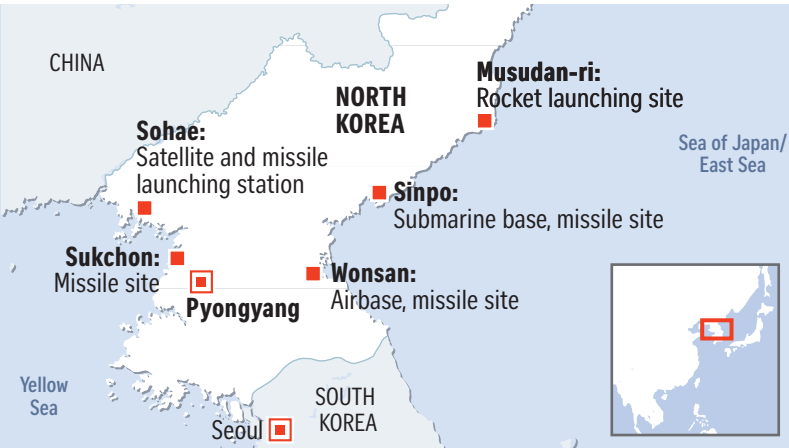 CHINA
Musudan-ri:
Rocket launching site
NORTH
KOREA
Sohae:
Satellite and missile
launching station
Sea of Japan/
East Sea
Sinpo:
Submarine base, missile site
Sukchon:
Missile site
Wonsan:
Airbase, missile site
Pyongyang
Yellow
Sea
SOUTH
KOREA
Seoul